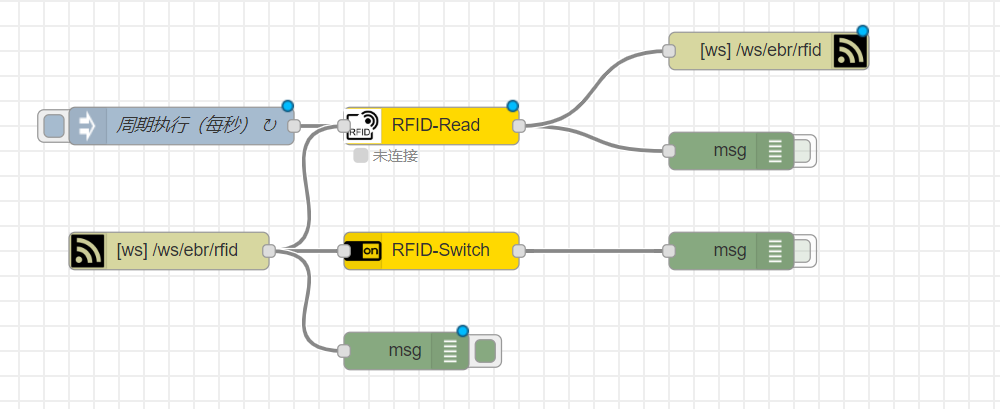 [ws] /ws/ebr/rfid
周期执行（每秒）↻
RFID
RFID-Read
未连接
msg
[ws] /ws/ebr/rfid
on
RFID-Switch
msg
msg